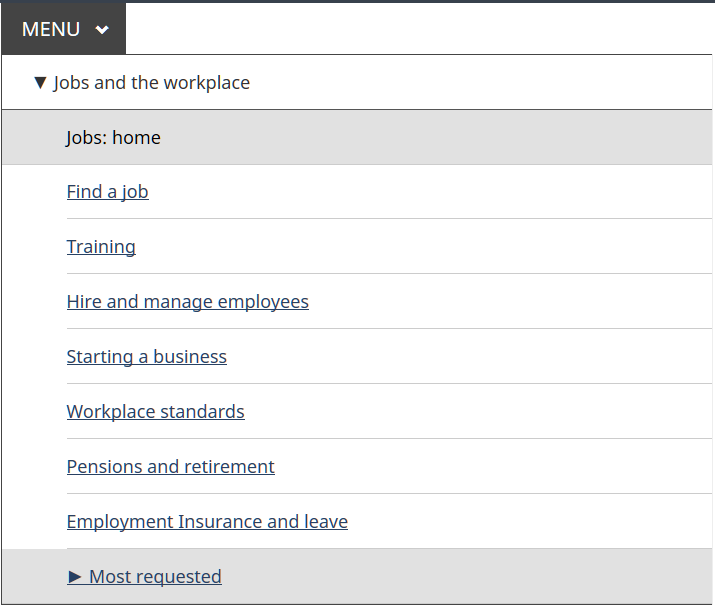 MENU
▼ Jobs and the workplace
Jobs: home
Find a job
Training
Hire and manage employees
Starting a business
Workplace standards
Pensions and retirement
Employment Insurance and leave
► Most requested